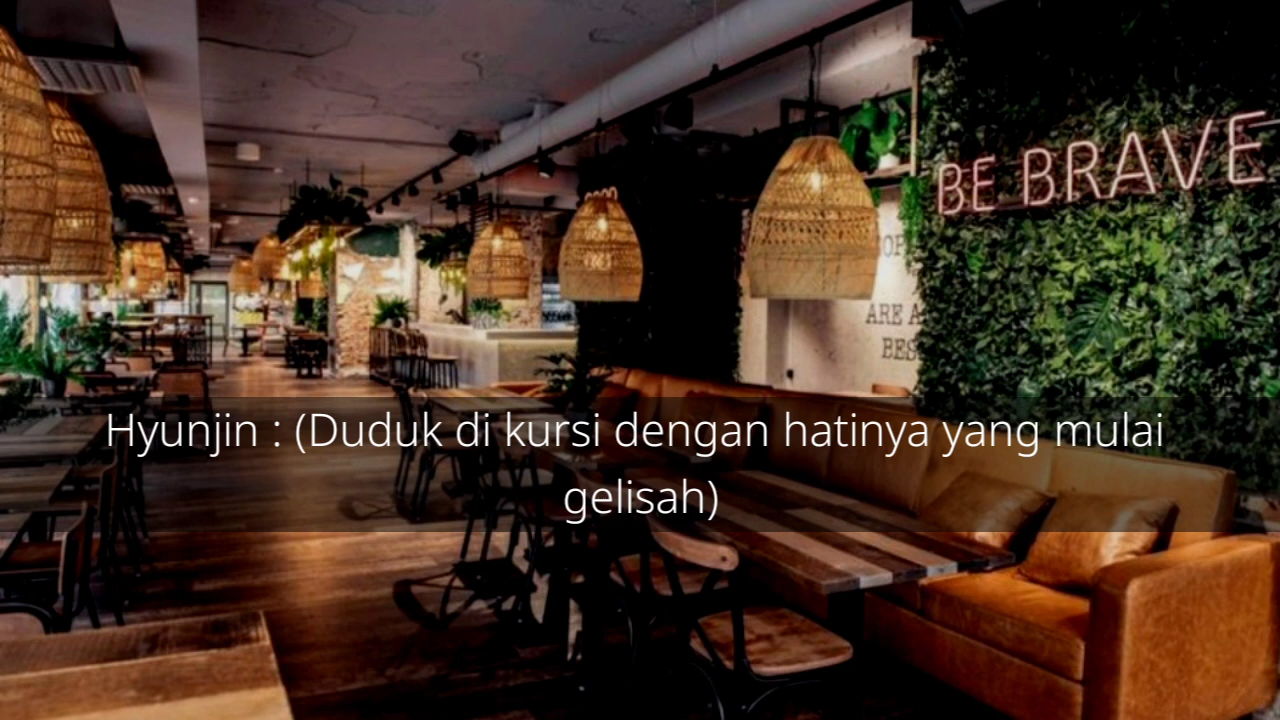 BE BRAVE
ARE A
BES
Hyunjin : (Duduk di kursi dengan hatinya yang mulai
gelisah)